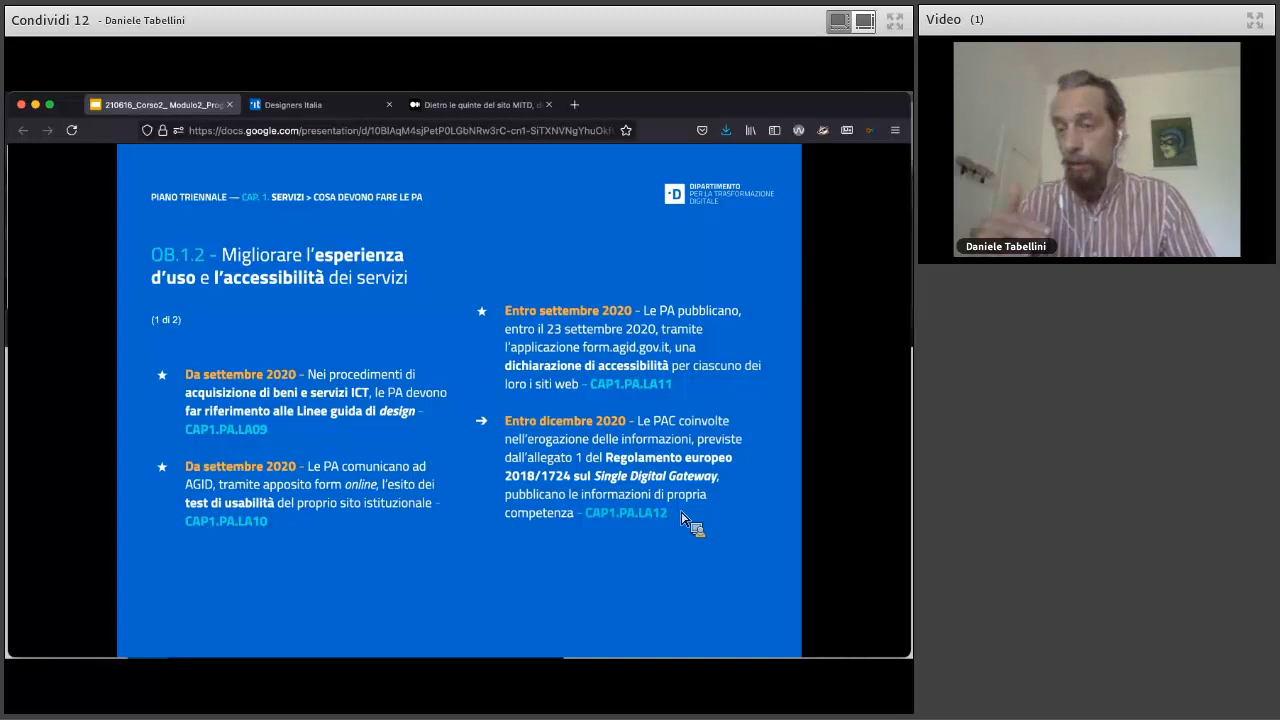 Condividi 12 - Daniele Tabellini
Video (1)
210616_Corso2_ Modulo2_Prog
Designers Italia
Dietro le quinte del sito MITD, d
https://docs.google.com/presentation/d/
PIANO TRIENNALE — CAP. 1. SERVIZI > COSA DEVONO FARE LE PA
DIPARTIMENTO
PER LA TRASFORMAZIONE
DIGITALE
OB.1.2 - Migliorare l'esperienza
d'uso e l'accessibilità dei servizi
(1 di 2)
★ Da settembre 2020 - Nei procedimenti di
acquisizione di beni e servizi ICT, le PA devono
far riferimento alle Linee guida di design -
CAP1.PA.LA09
★ Da settembre 2020 - Le PA comunicano ad
AGID, tramite apposito form online, l'esito dei
test di usabilità del proprio sito istituzionale -
CAP1.PA.LA10
★ Entro settembre 2020 - Le PA pubblicano,
entro il 23 settembre 2020, tramite
l'applicazione form.agid.gov.it, una
dichiarazione di accessibilità per ciascuno dei
loro i siti web - CAP1.PA.LA11
→ Entro dicembre 2020 - Le PAC coinvolte
nell'erogazione delle informazioni, previste
dall'allegato 1 del Regolamento europeo
2018/1724 sul Single Digital Gateway,
pubblicano le informazioni di propria
competenza - CAP1.PA.LA12
Daniele Tabellini